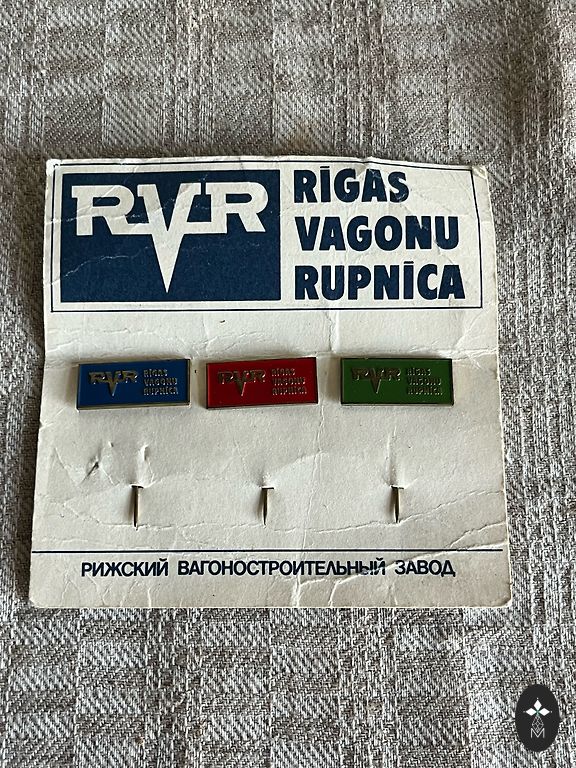 RVR
RĪGAS
VAGONU
RUPNĪCA
RVR
RĪGAS
VAGONU
RUPNĪCA
RVR
RĪGAS
VAGONU
RUPNĪCA
RVR
RĪGAS
VAGONU
RUPNĪCA
РИЖСКИЙ ВАГОНОСТРОИТЕЛЬНЫЙ ЗАВОД
M